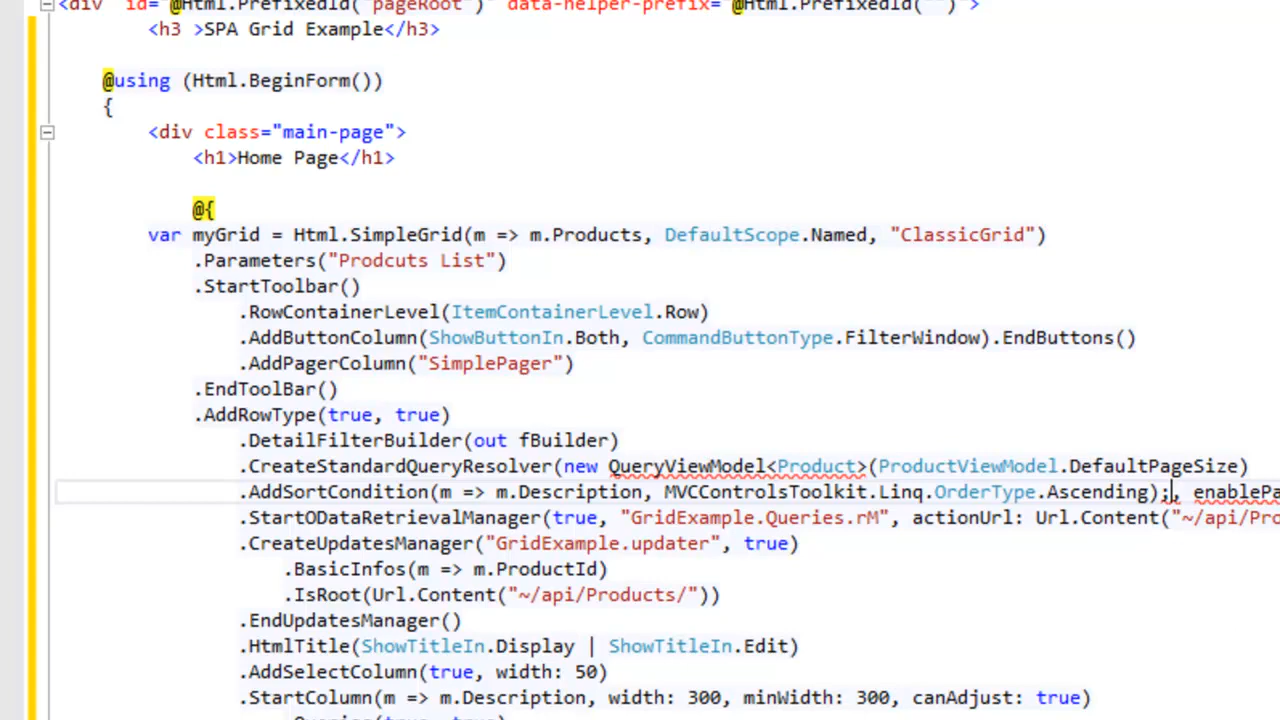 <div id="@Html.PrefixedId("pageRoot")" data-helper-prefix="@Html.PrefixedId("")">
<h3 >SPA Grid Example</h3>
@using (Html.BeginForm())
{
<div class="main-page">
<h1>Home Page</h1>
@{
var myGrid = Html.SimpleGrid(m => m.Products, DefaultScope.Named, "ClassicGrid")
.Parameters("Prodcuts List")
.StartToolbar()
.RowContainerLevel(ItemContainerLevel.Row)
.AddButtonColumn(ShowButtonIn.Both, CommandButtonType.FilterWindow).EndButtons()
.AddPagerColumn("SimplePager")
.EndToolBar()
.AddRowType(true, true)
.DetailFilterBuilder(out fBuilder)
.CreateStandardQueryResolver(new QueryViewModel<Product>(ProductViewModel.DefaultPageSize)
.AddSortCondition(m => m.Description, MVCControlsToolkit.Linq.OrderType.Ascending);, enablePa
.StartODataRetrievalManager(true, "GridExample.Queries.rM", actionUrl: Url.Content("~/api/Pro
.CreateUpdatesManager("GridExample.updater", true)
.BasicInfos(m => m.ProductId)
.IsRoot(Url.Content("~/api/Products/"))
.EndUpdatesManager()
.HtmlTitle(ShowTitleIn.Display | ShowTitleIn.Edit)
.AddSelectColumn(true, width: 50)
.StartColumn(m => m.Description, width: 300, minWidth: 300, canAdjust: true)
.Queries(true, true)